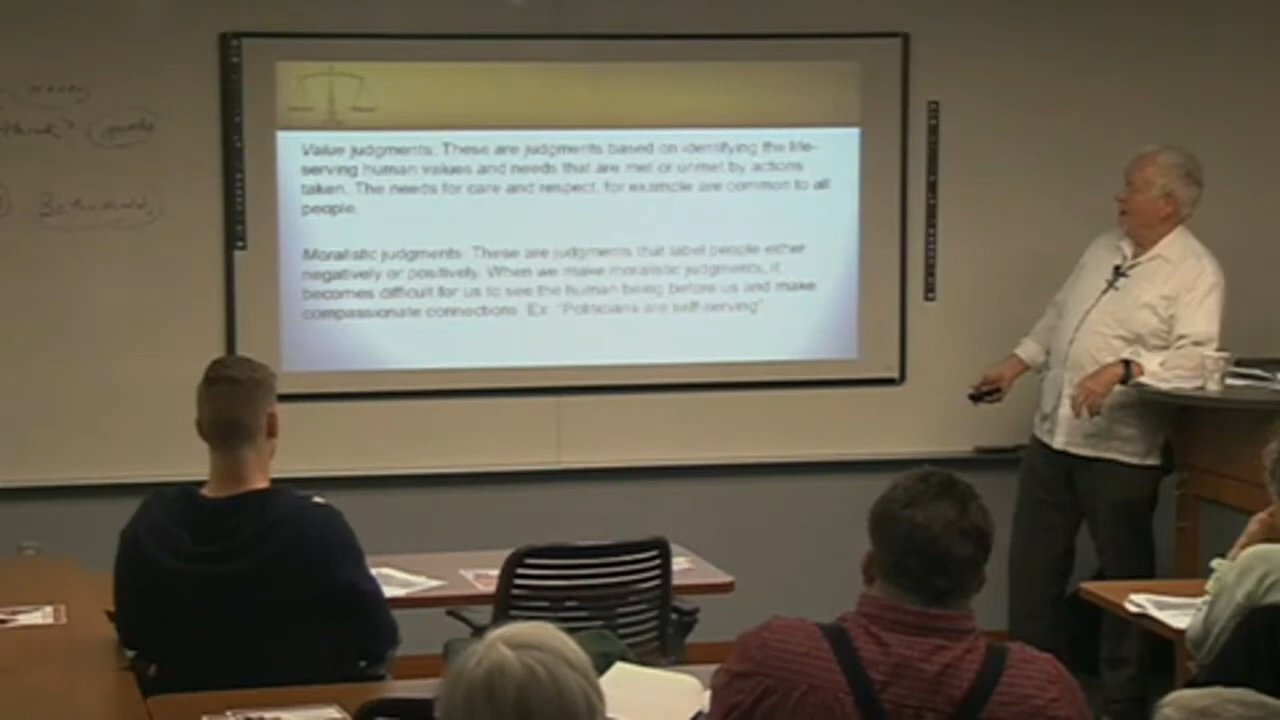 Value judgments: These are judgments based on identifying the life-
serving human values and needs that are met or unmet by actions
taken. The needs for care and respect, for example are common to all
people.
Moralistic judgments: These are judgments that label people either
negatively or positively. When we make moralistic judgments, it
becomes difficult for us to see the human being before us and make
compassionate connections. Ex: "Politicians are self-serving"